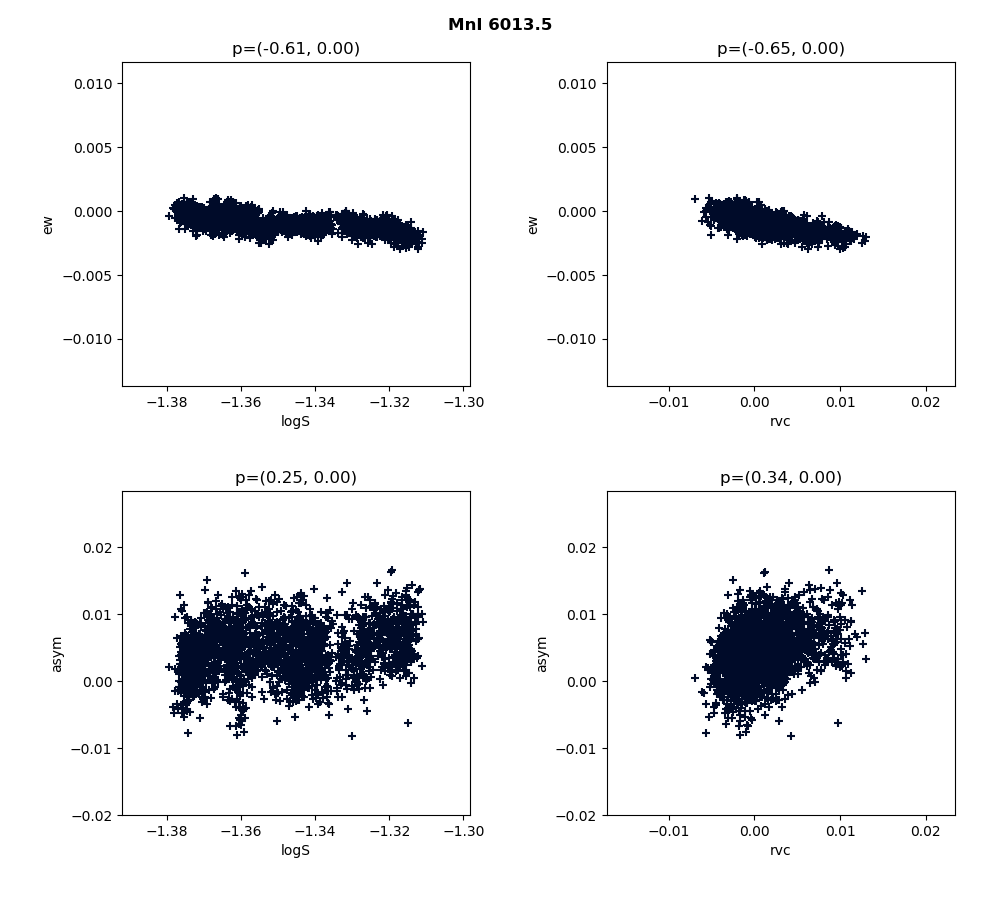 MnI 6013.5
p=(-0.61, 0.00)
p=(-0.65, 0.00)
0.010
0.005
0.000
−0.005
−0.010
ew
−1.38 −1.36 −1.34 −1.32 −1.30
logS
0.010
0.005
0.000
−0.005
−0.010
ew
−0.01 0.00 0.01 0.02
rvc
p=(0.25, 0.00)
p=(0.34, 0.00)
0.02
0.01
0.00
−0.01
−0.02
asym
−1.38 −1.36 −1.34 −1.32 −1.30
logS
0.02
0.01
0.00
−0.01
−0.02
asym
−0.01 0.00 0.01 0.02
rvc